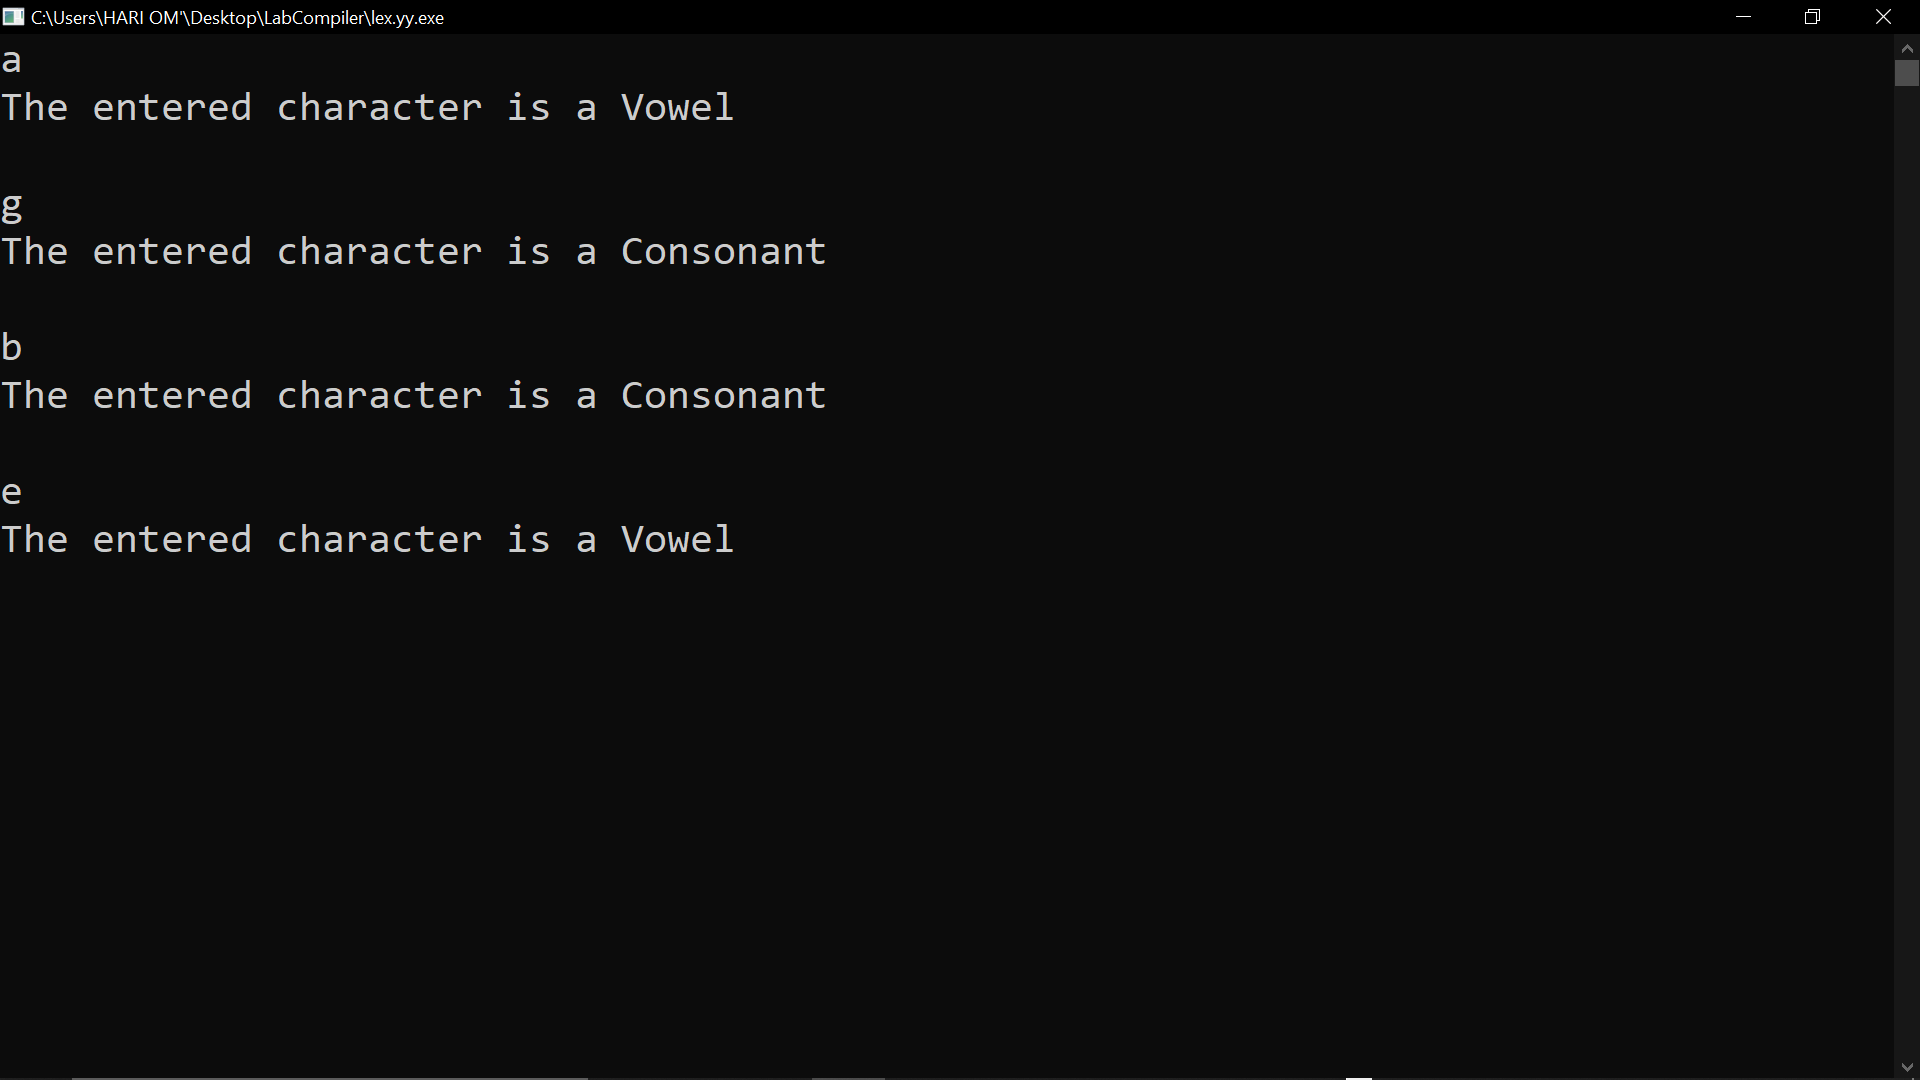 C:\Users\HARI OM'\Desktop\LabCompiler\lex.yy.exe
a
The entered character is a Vowel
g
The entered character is a Consonant
b
The entered character is a Consonant
e
The entered character is a Vowel